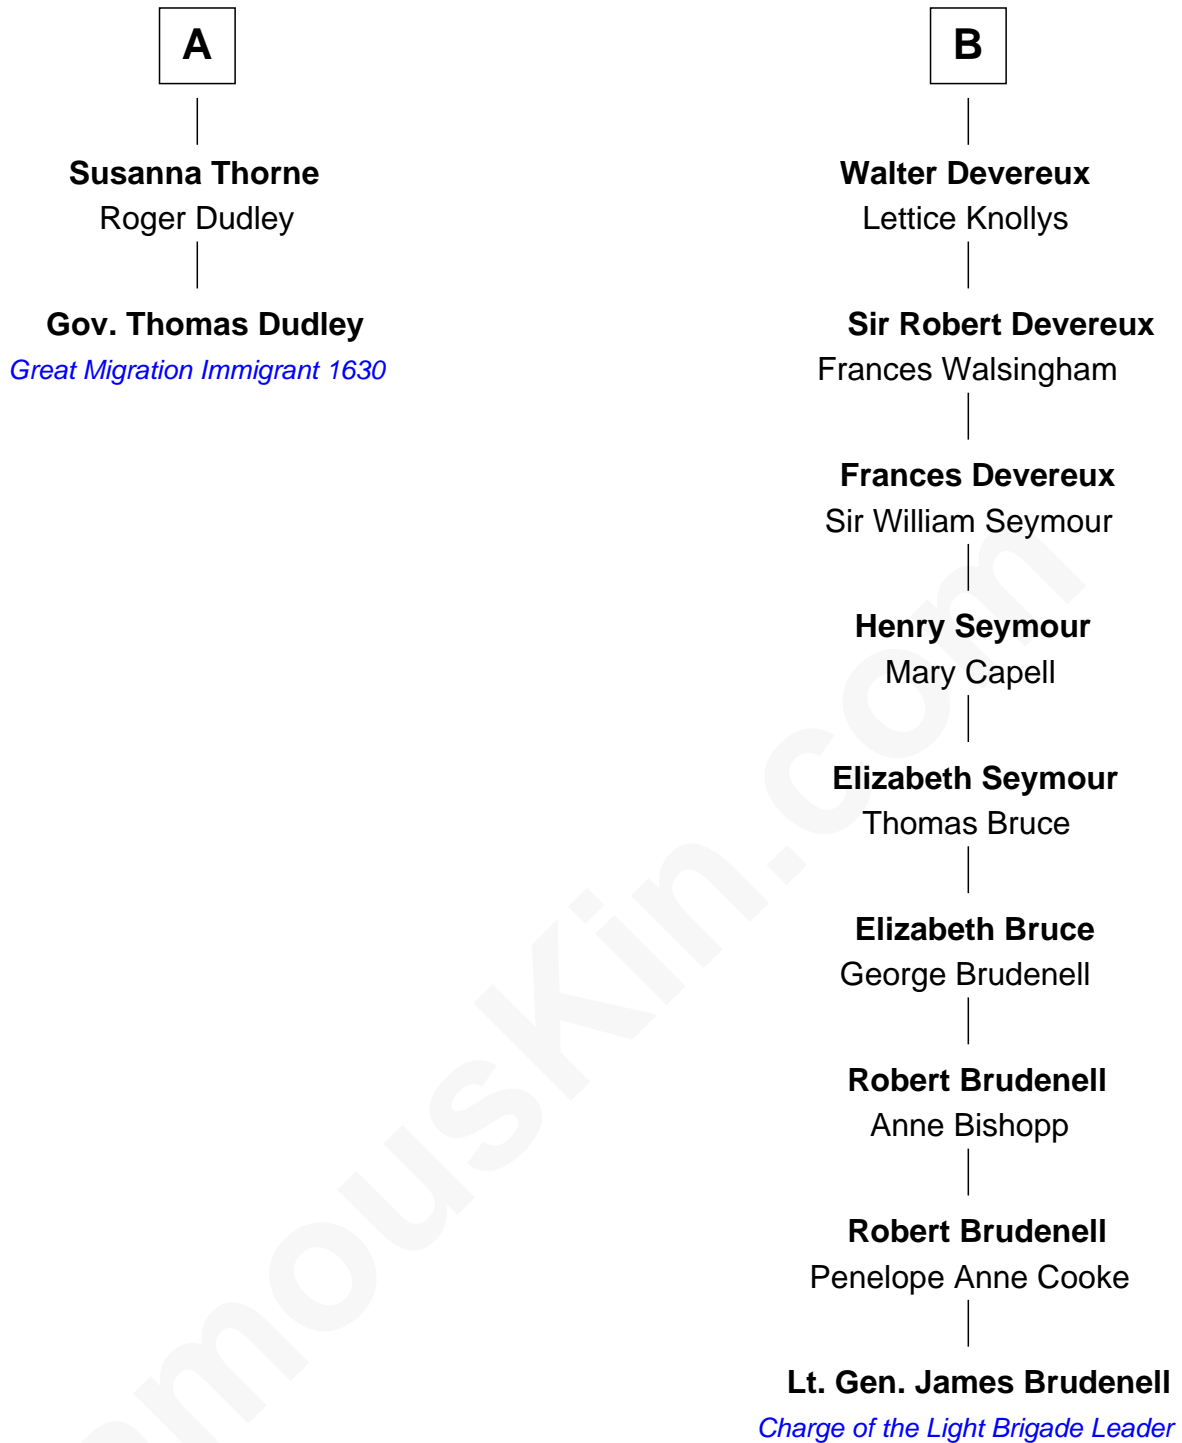 A
Susanna Thorne
Roger Dudley
Gov. Thomas Dudley
Great Migration Immigrant 1630
B
Walter Devereux
Lettice Knollys
Sir Robert Devereux
Frances Walsingham
Frances Devereux
Sir William Seymour
Henry Seymour
Mary Capell
Elizabeth Seymour
Thomas Bruce
Elizabeth Bruce
George Brudenell
Robert Brudenell
Anne Bishopp
Robert Brudenell
Penelope Anne Cooke
Lt. Gen. James Brudenell
Charge of the Light Brigade Leader
amouskin.com